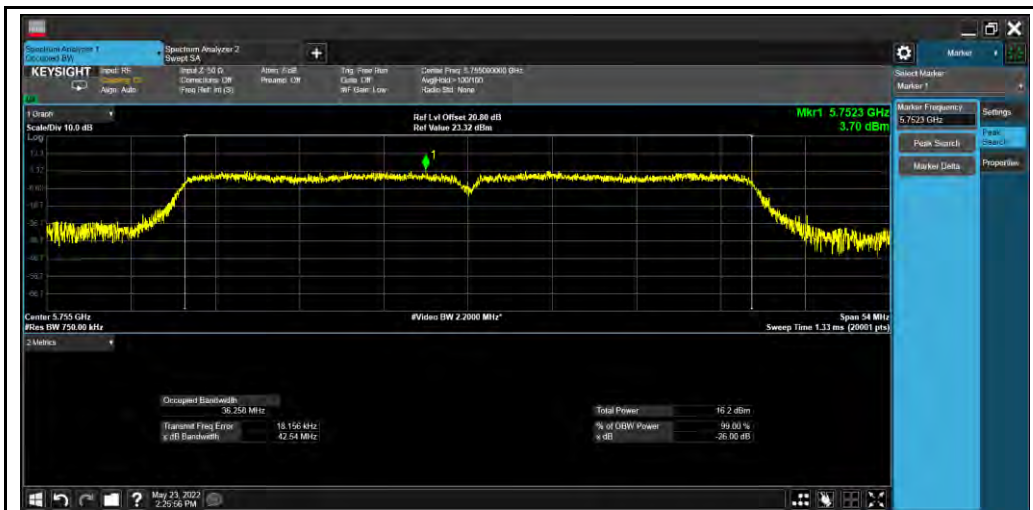 Spectrum Analyzer 1
Occupied BW
Spectrum Analyzer 2
Swept SA
+
Marker
KEYSIGHT
Input: RF
Align: Auto
Input Z: 50 Ω
Corrections: Off
Freq Ref: Int (S)
Atten: 6 dB
Preamp: Off
Trig: Free Run
Gate: Off
#IF Gain: Low
Center Freq: 5.755000000 GHz
Avg|Hold:>100/100
Radio Std: None
Select Marker
Marker 1
1 Graph
Scale/Div 10.0 dB
Log
Ref Lvl Offset 20.80 dB
Ref Value 23.32 dBm
Mkr1 5.7523 GHz
3.70 dBm
1
Marker Frequency
5.7523 GHz
Peak Search
Marker Delta
Settings
Peak
Search
Properties
Center 5.755 GHz
#Res BW 750.00 kHz
#Video BW 2.2000 MHz*
Span 54 MHz
Sweep Time 1.33 ms (20001 pts)
2 Metrics
Occupied Bandwidth
36.250 MHz
Transmit Freq Error 18.156 kHz
x dB Bandwidth 42.54 MHz
Total Power 16.2 dBm
% of OBW Power 99.00 %
x dB -26.00 dB
?
May 23, 2022
2:25:56 PM